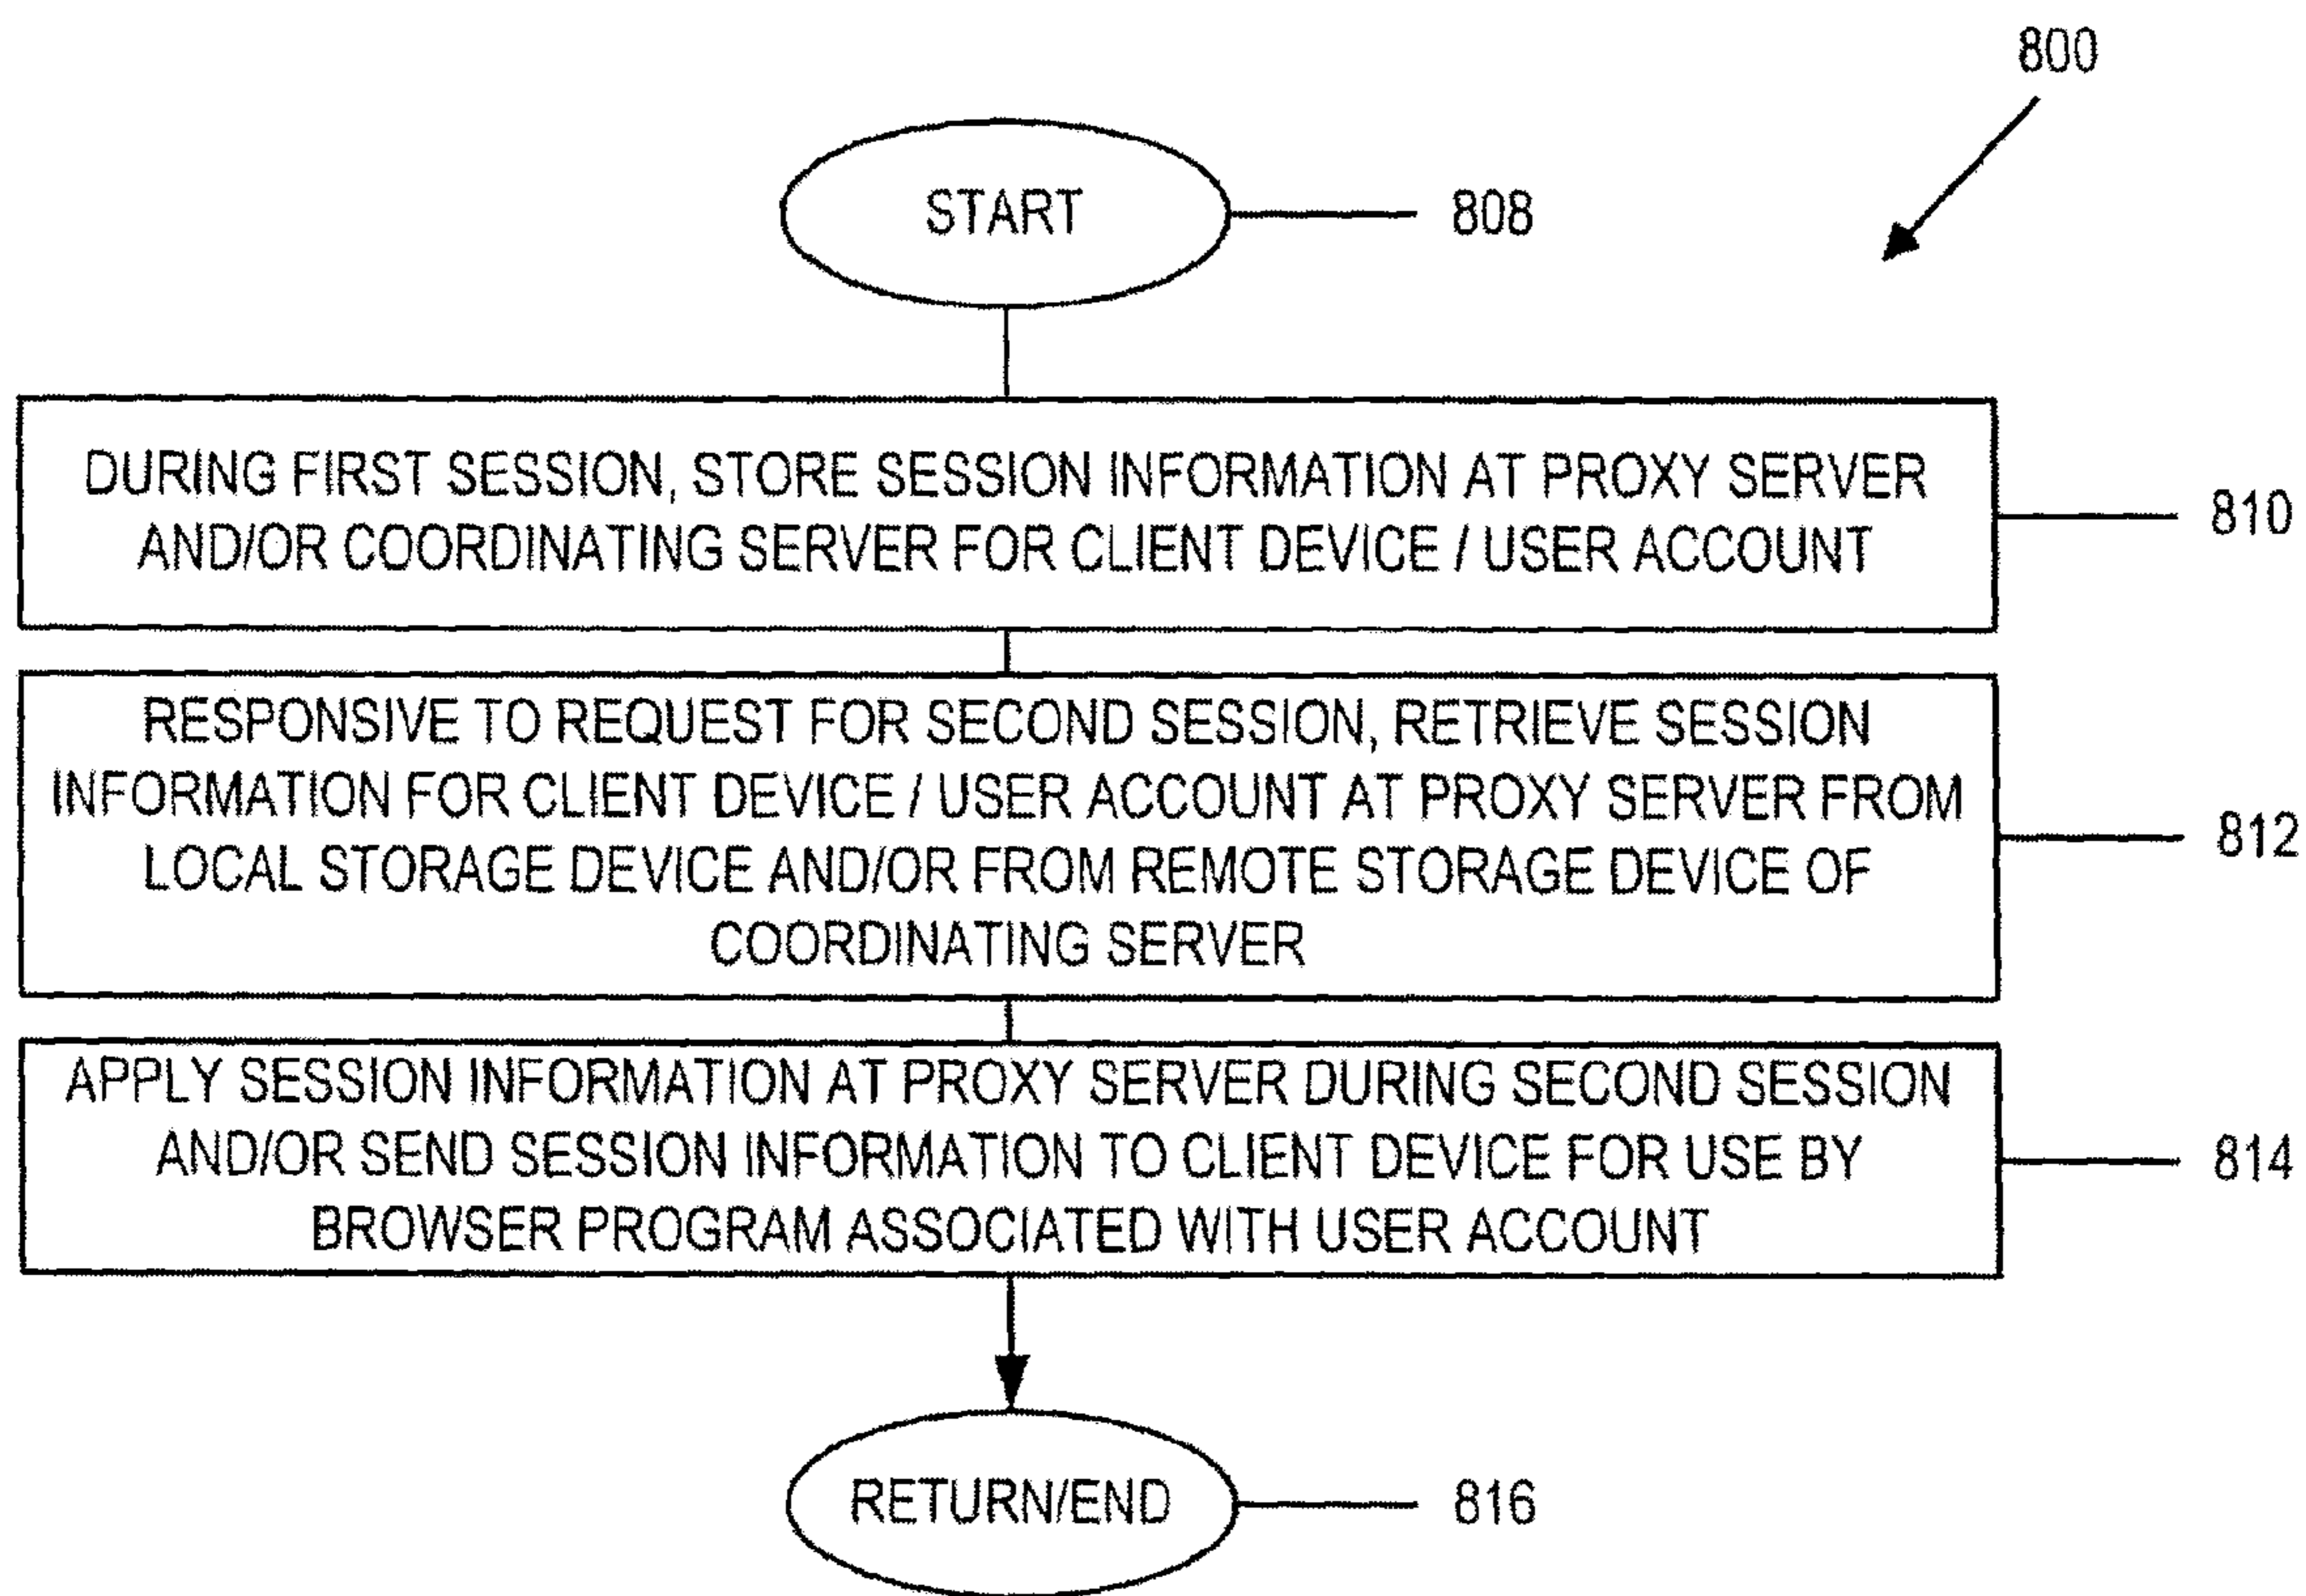 800
START
808
DURING FIRST SESSION, STORE SESSION INFORMATION AT PROXY SERVER
AND/OR COORDINATING SERVER FOR CLIENT DEVICE / USER ACCOUNT
810
RESPONSIVE TO REQUEST FOR SECOND SESSION, RETRIEVE SESSION
INFORMATION FOR CLIENT DEVICE / USER ACCOUNT AT PROXY SERVER FROM
LOCAL STORAGE DEVICE AND/OR FROM REMOTE STORAGE DEVICE OF
COORDINATING SERVER
812
APPLY SESSION INFORMATION AT PROXY SERVER DURING SECOND SESSION
AND/OR SEND SESSION INFORMATION TO CLIENT DEVICE FOR USE BY
BROWSER PROGRAM ASSOCIATED WITH USER ACCOUNT
814
RETURN/END
816